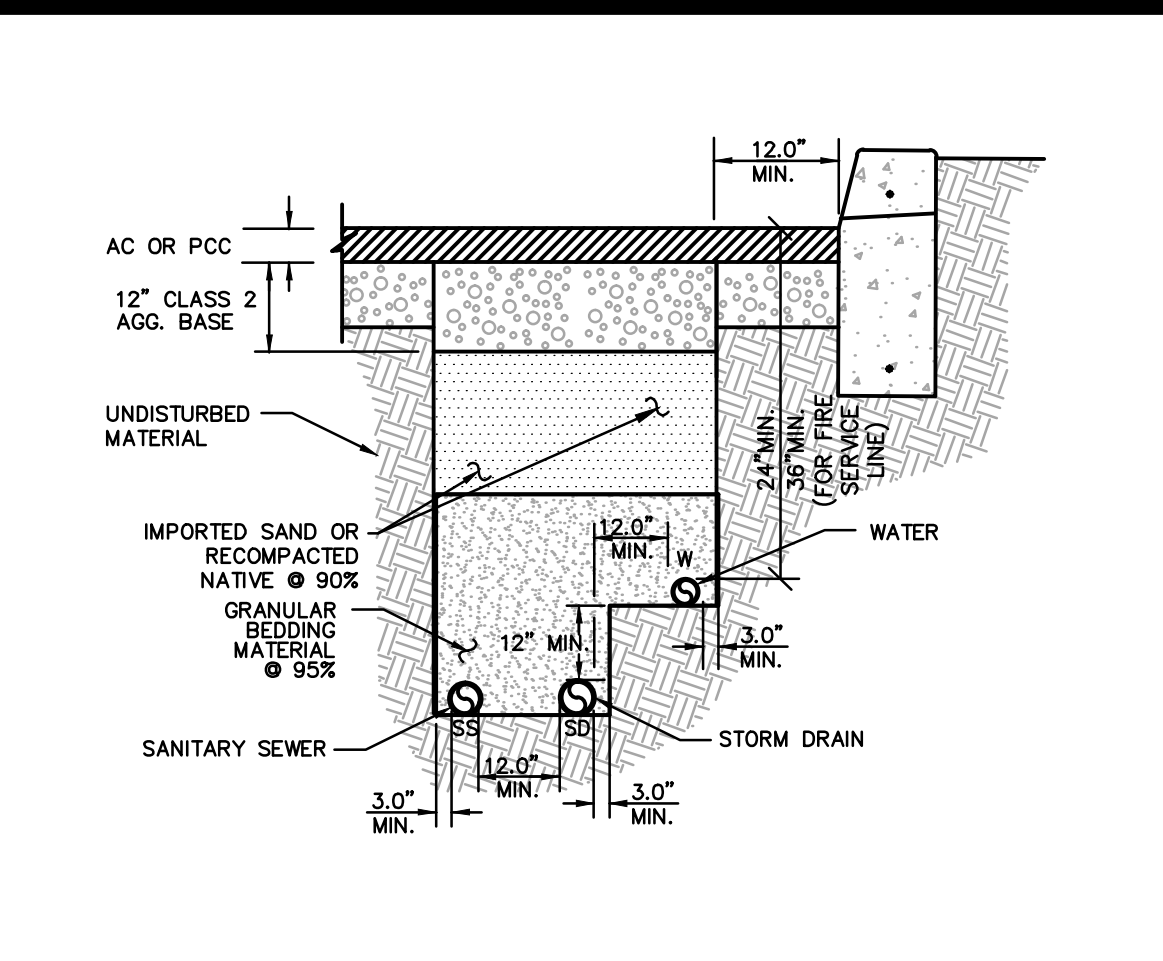 12.0"
MIN.
AC OR PCC
12" CLASS 2
AGG. BASE
UNDISTURBED
MATERIAL
24"MIN.
36"MIN.
(FOR FIRE
SERVICE
LINE)
IMPORTED SAND OR
RECOMPACTED
NATIVE @ 90%
12.0"
MIN.
W
WATER
GRANULAR
BEDDING
MATERIAL
@ 95%
12" MIN.
3.0"
MIN.
SS
SD
SANITARY SEWER
STORM DRAIN
12.0"
MIN.
3.0"
MIN.
3.0"
MIN.